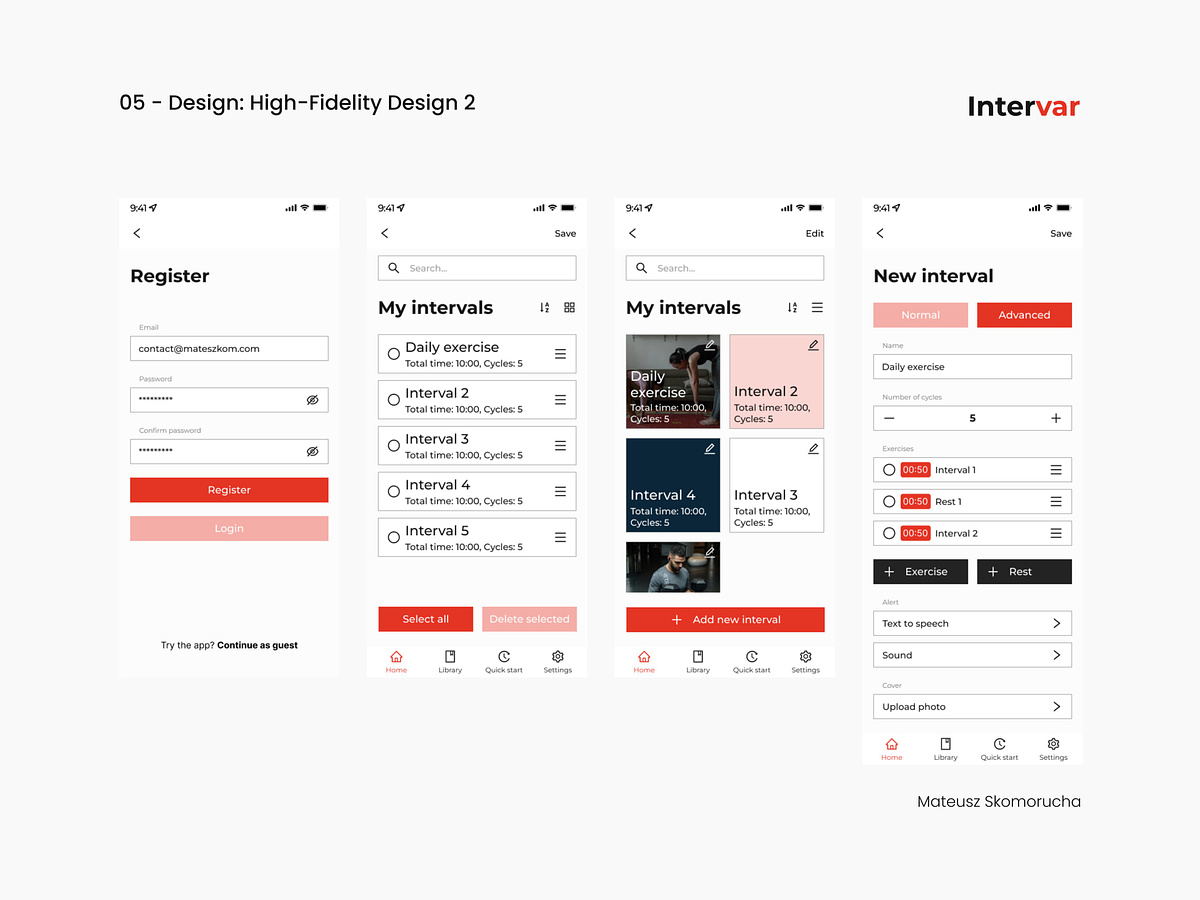 05 - Design: High-Fidelity Design 2
Intervar
9:41
Register
Email
contact@mateszkom.com
Password
*********
Confirm password
*********
Register
Login
Try the app? Continue as guest
9:41
Save
Search...
My intervals
Daily exercise
Total time: 10:00, Cycles: 5
Interval 2
Total time: 10:00, Cycles: 5
Interval 3
Total time: 10:00, Cycles: 5
Interval 4
Total time: 10:00, Cycles: 5
Interval 5
Total time: 10:00, Cycles: 5
Select all
Delete selected
Home
Library
Quick start
Settings
9:41
Edit
Search...
My intervals
Daily
exercise
Total time: 10:00,
Cycles: 5
Interval 2
Total time: 10:00,
Cycles: 5
Interval 4
Total time: 10:00,
Cycles: 5
Interval 3
Total time: 10:00,
Cycles: 5
+ Add new interval
Home
Library
Quick start
Settings
9:41
Save
New interval
Normal
Advanced
Name
Daily exercise
Number of cycles
− 5 +
Exercises
00:50 Interval 1
00:50 Rest 1
00:50 Interval 2
+ Exercise
+ Rest
Alert
Text to speech
Sound
Cover
Upload photo
Home
Library
Quick start
Settings
Mateusz Skomorucha